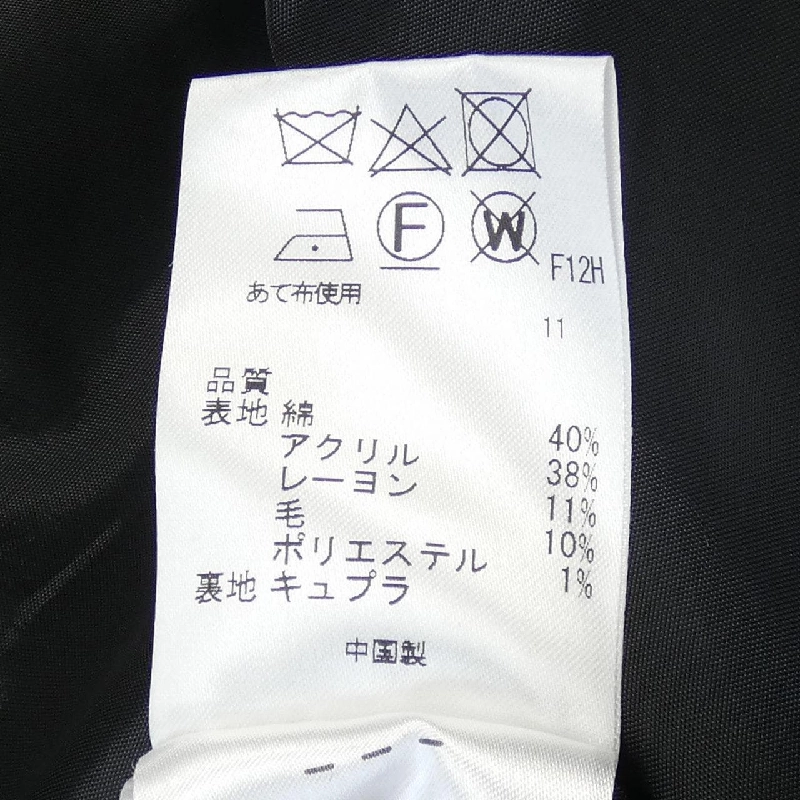 F
W
F12H
あて布使用
11
品質
表地 綿 40%
アクリル 38%
レーヨン 11%
毛 10%
ポリエステル 1%
裏地 キュプラ
中国製